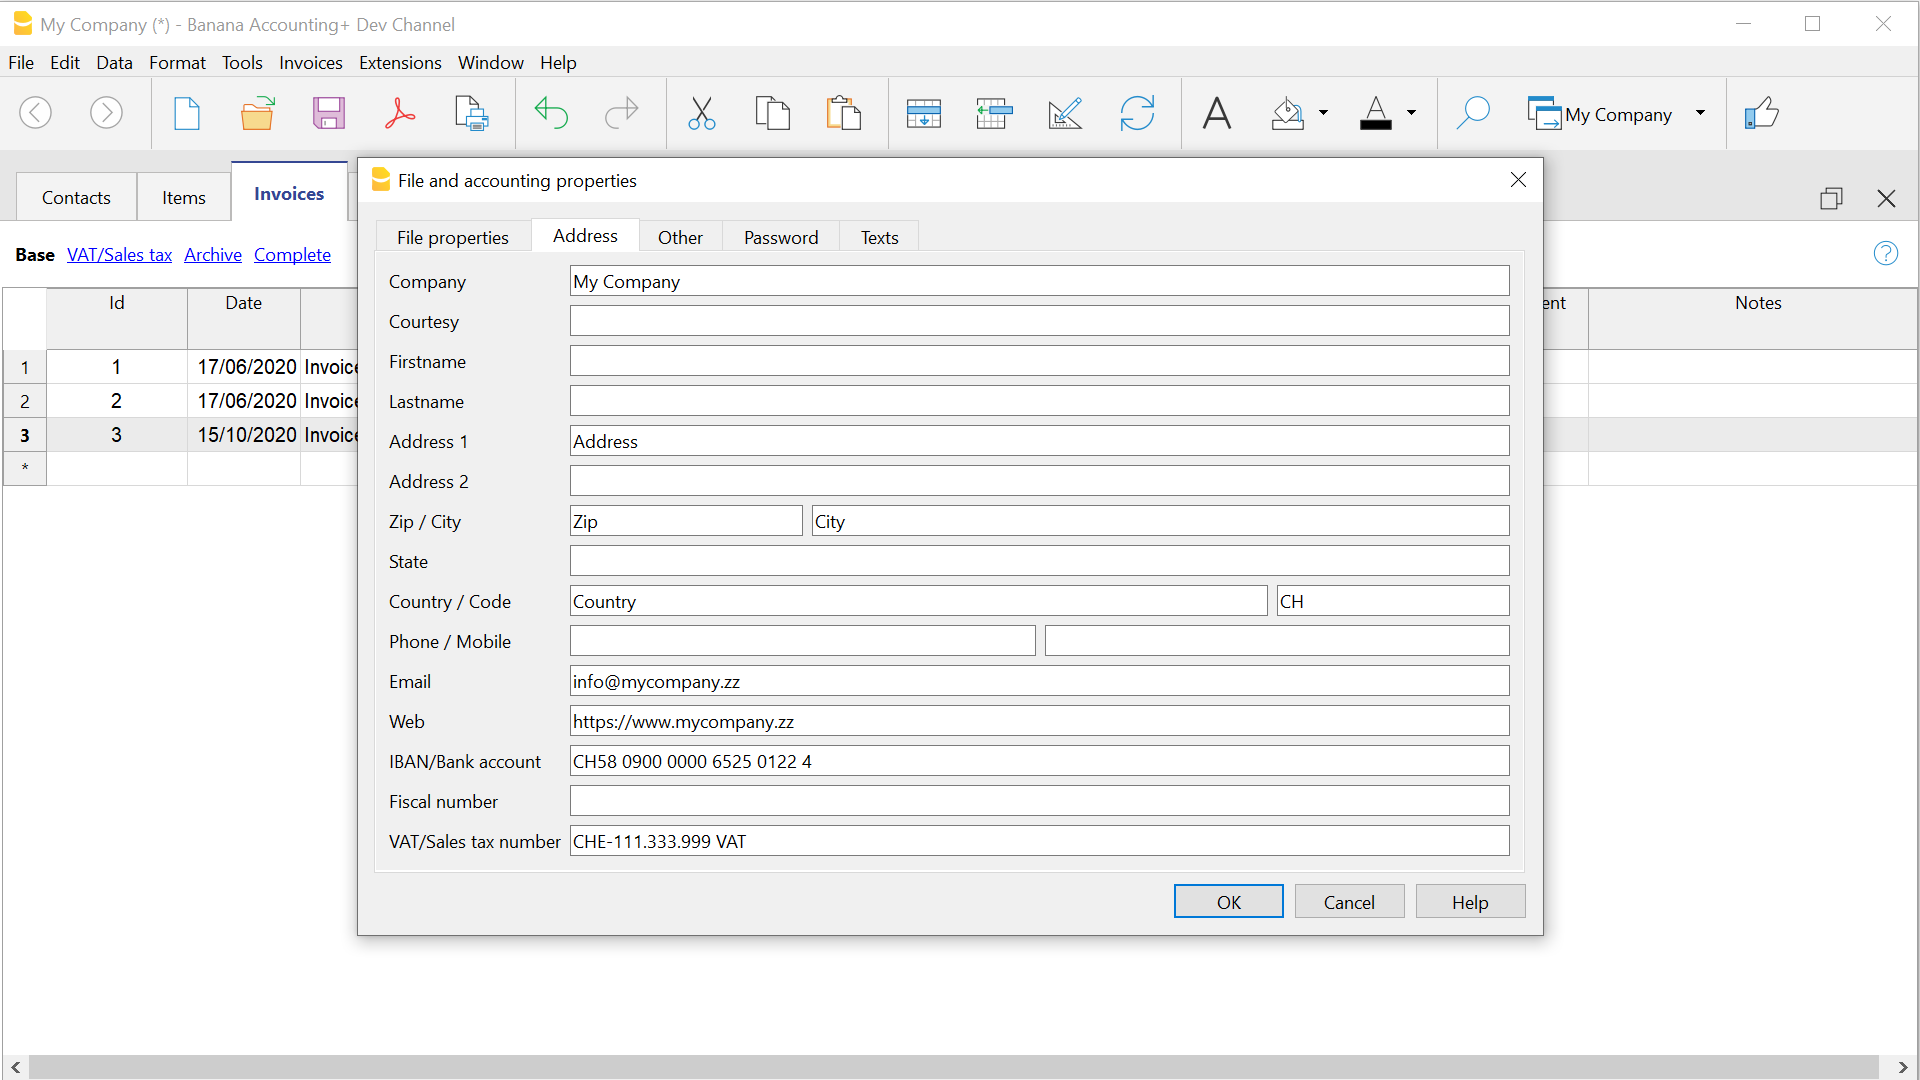 My Company (*) - Banana Accounting+ Dev Channel
File Edit Data Format Tools Invoices Extensions Window Help
My Company
Contacts Items Invoices
Base VAT/Sales tax Archive Complete
Id Date Notes
1 1 17/06/2020
2 2 17/06/2020
3 3 15/10/2020
*
File and accounting properties
File properties Address Other Password Texts
Company My Company
Courtesy
Firstname
Lastname
Address 1 Address
Address 2
Zip / City Zip City
State
Country / Code Country CH
Phone / Mobile
Email info@mycompany.zz
Web https://www.mycompany.zz
IBAN/Bank account CH58 0900 0000 6525 0122 4
Fiscal number
VAT/Sales tax number CHE-111.333.999 VAT
OK Cancel Help